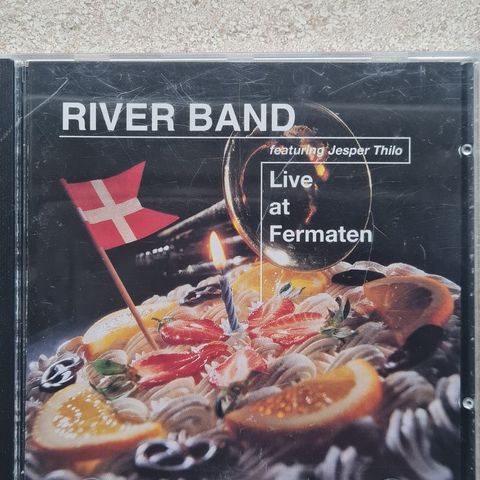 RIVER BAND
featuring Jesper Thilo
Live
at
Fermaten